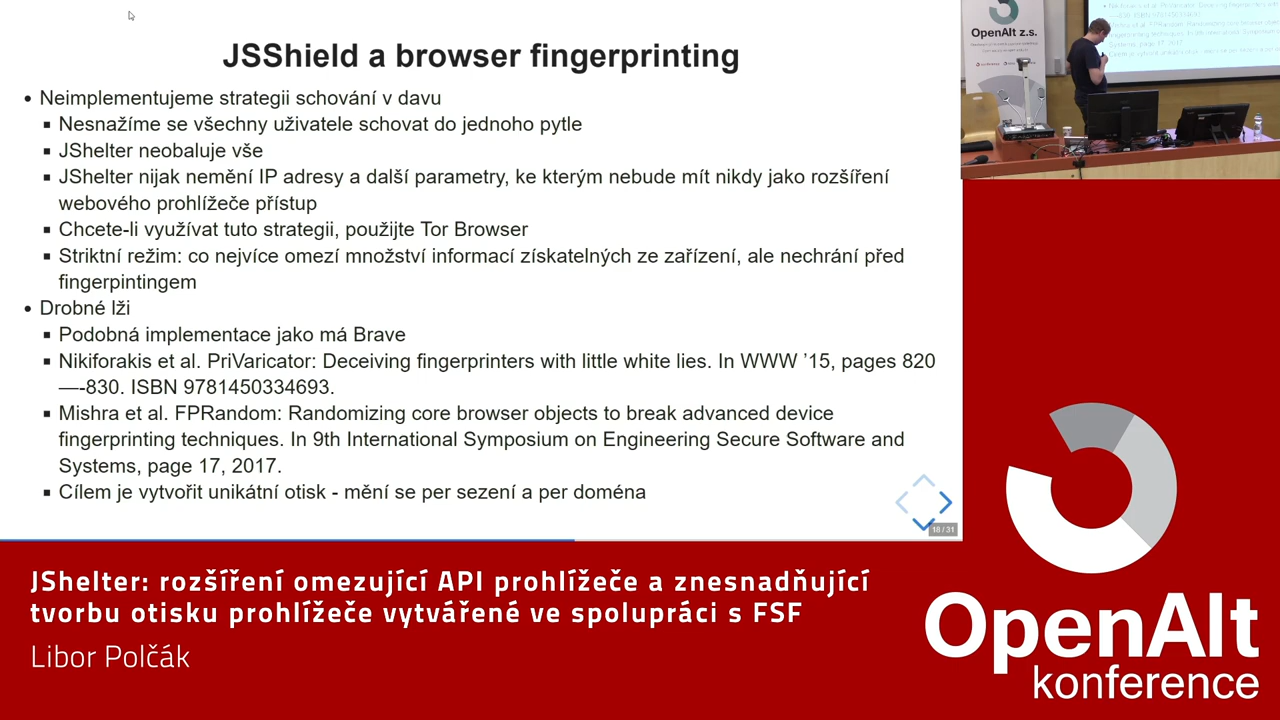 JSShield a browser fingerprinting
• Neimplementujeme strategii schování v davu
▪ Nesnažíme se všechny uživatele schovat do jednoho pytle
▪ JShelter neobaluje vše
▪ JShelter nijak nemění IP adresy a další parametry, ke kterým nebude mít nikdy jako rozšíření
webového prohlížeče přístup
▪ Chcete-li využívat tuto strategii, použijte Tor Browser
▪ Striktní režim: co nejvíce omezí množství informací získatelných ze zařízení, ale nechrání před
fingerpintingem
• Drobné lži
▪ Podobná implementace jako má Brave
▪ Nikiforakis et al. PriVaricator: Deceiving fingerprinters with little white lies. In WWW ’15, pages 820
—-830. ISBN 9781450334693.
▪ Mishra et al. FPRandom: Randomizing core browser objects to break advanced device
fingerprinting techniques. In 9th International Symposium on Engineering Secure Software and
Systems, page 17, 2017.
▪ Cílem je vytvořit unikátní otisk - mění se per sezení a per doména
18 / 31
OpenAlt z.s.
JShelter: rozšíření omezující API prohlížeče a znesnadňující
tvorbu otisku prohlížeče vytvářené ve spolupráci s FSF
Libor Polčák
OpenAlt
konference